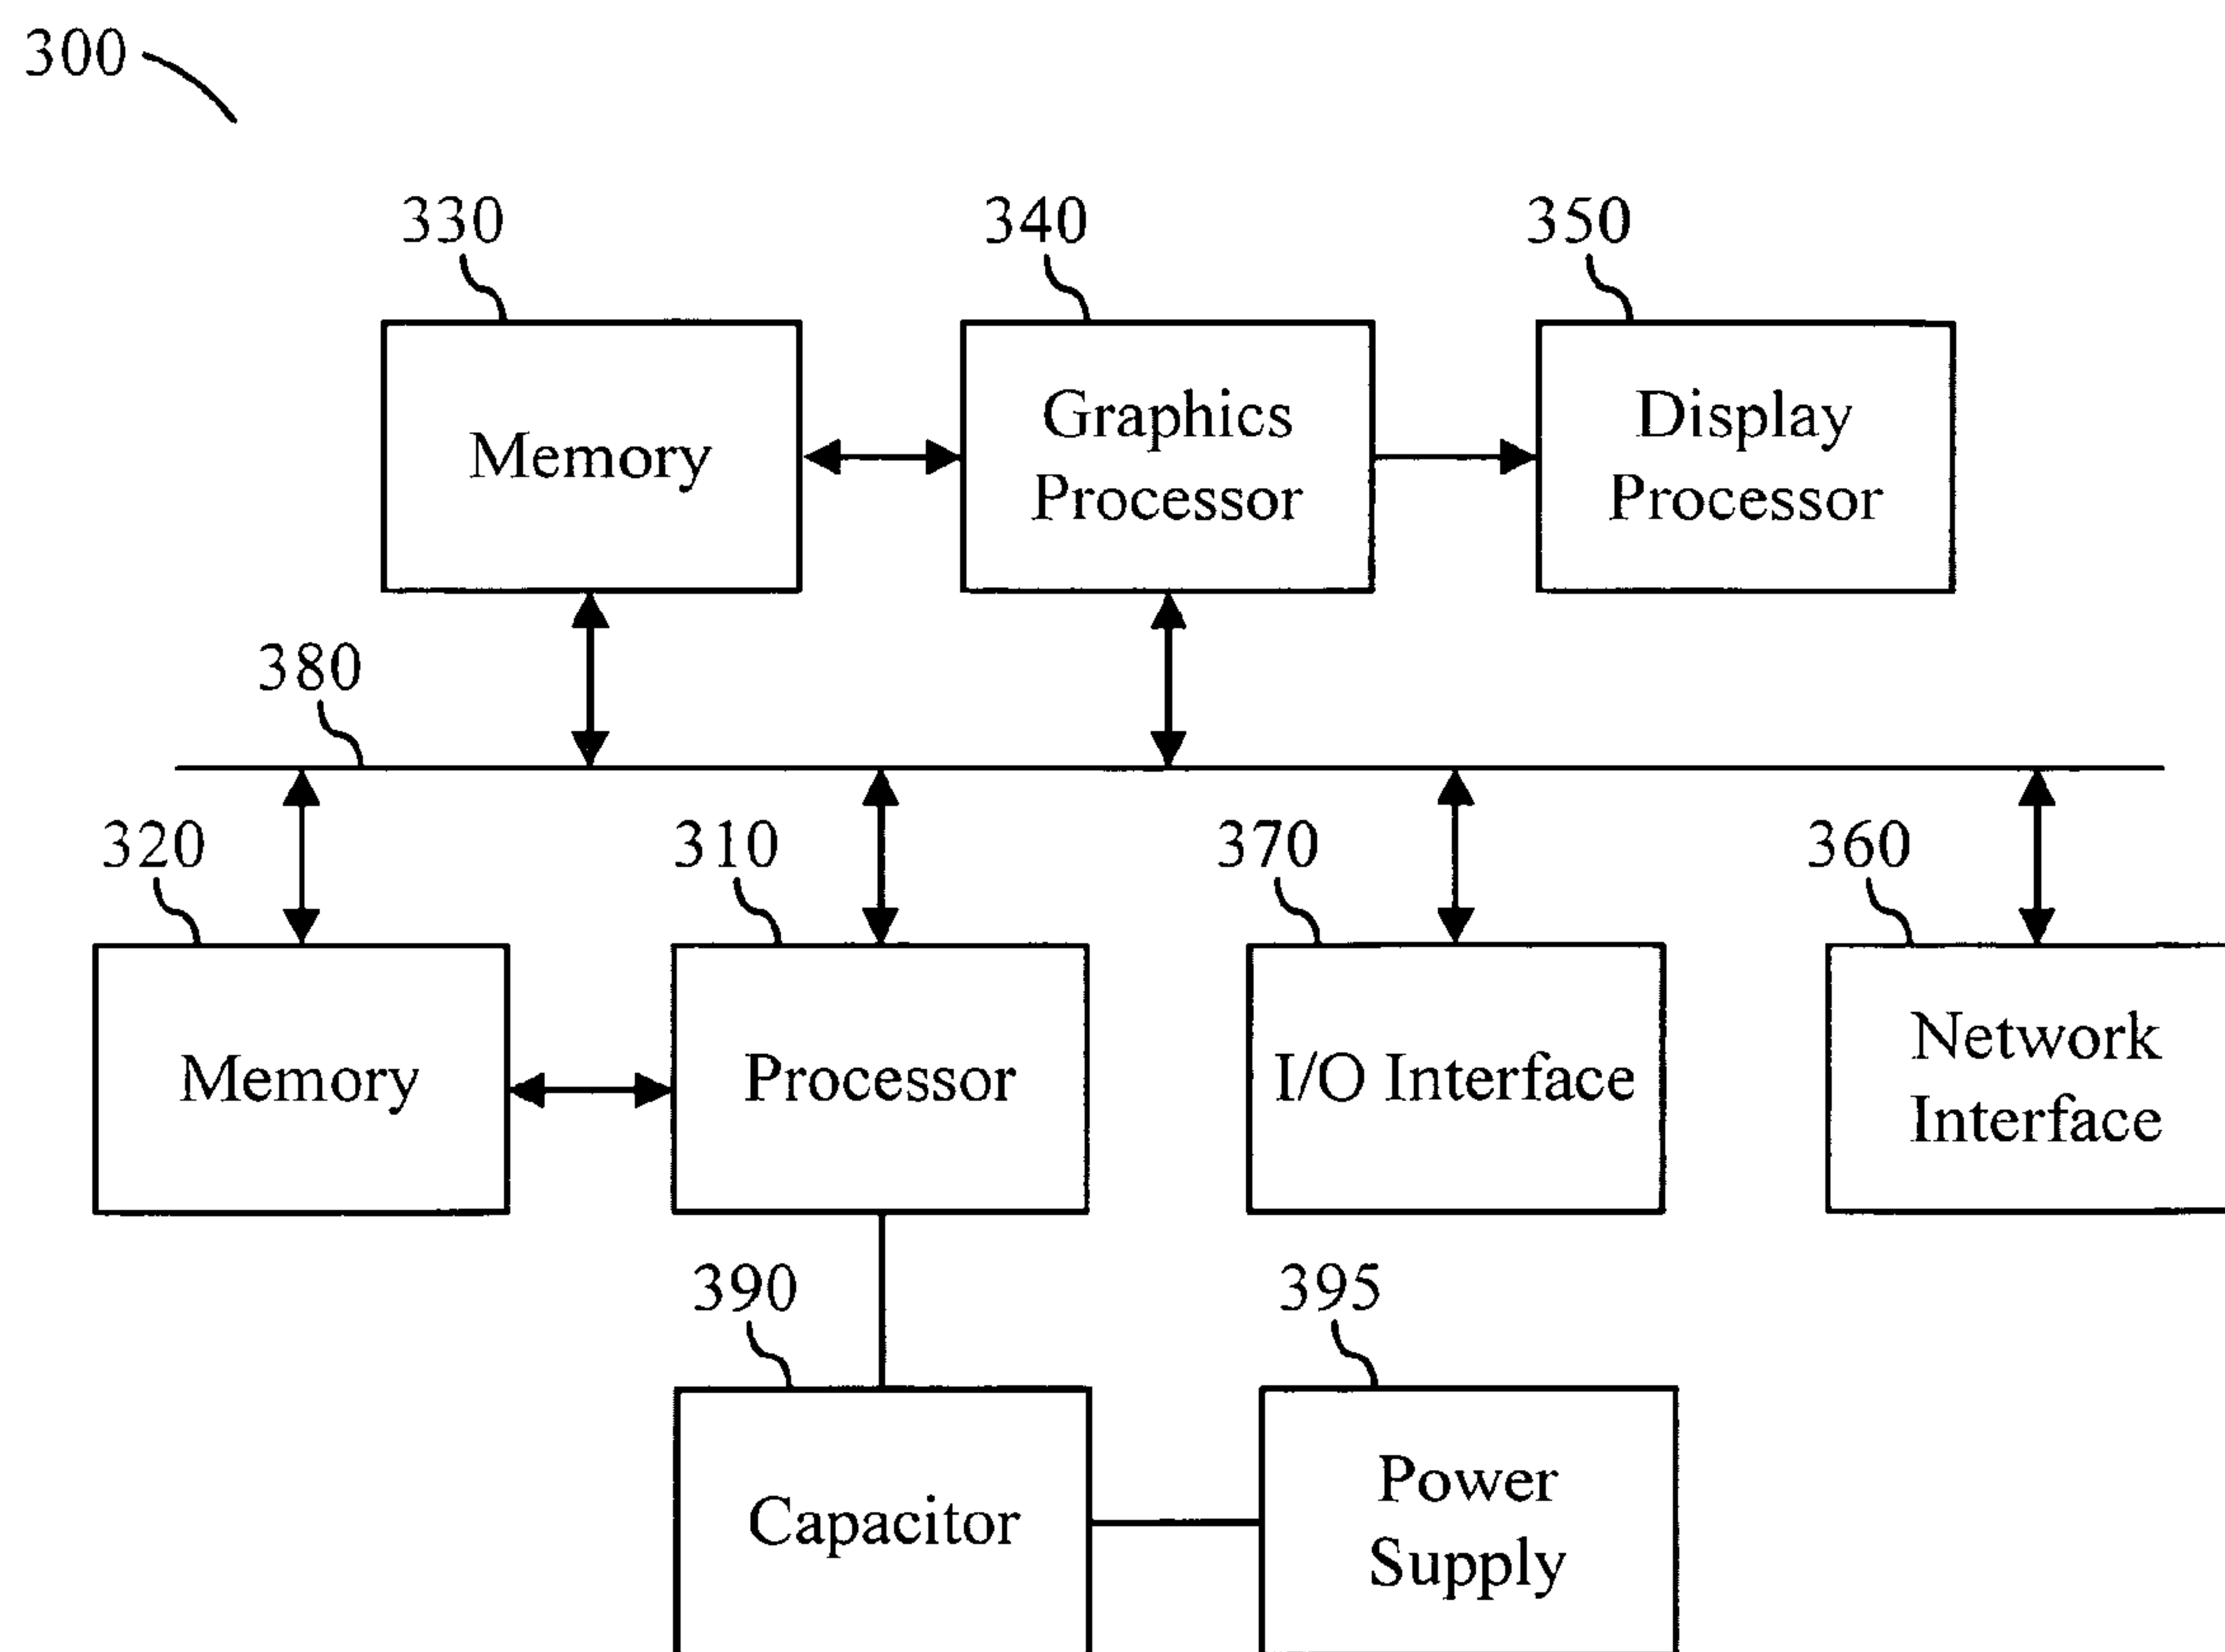 300
330
340
350
Memory
Graphics
Processor
Display
Processor
380
320
310
370
360
Memory
Processor
I/O Interface
Network
Interface
390
395
Capacitor
Power
Supply